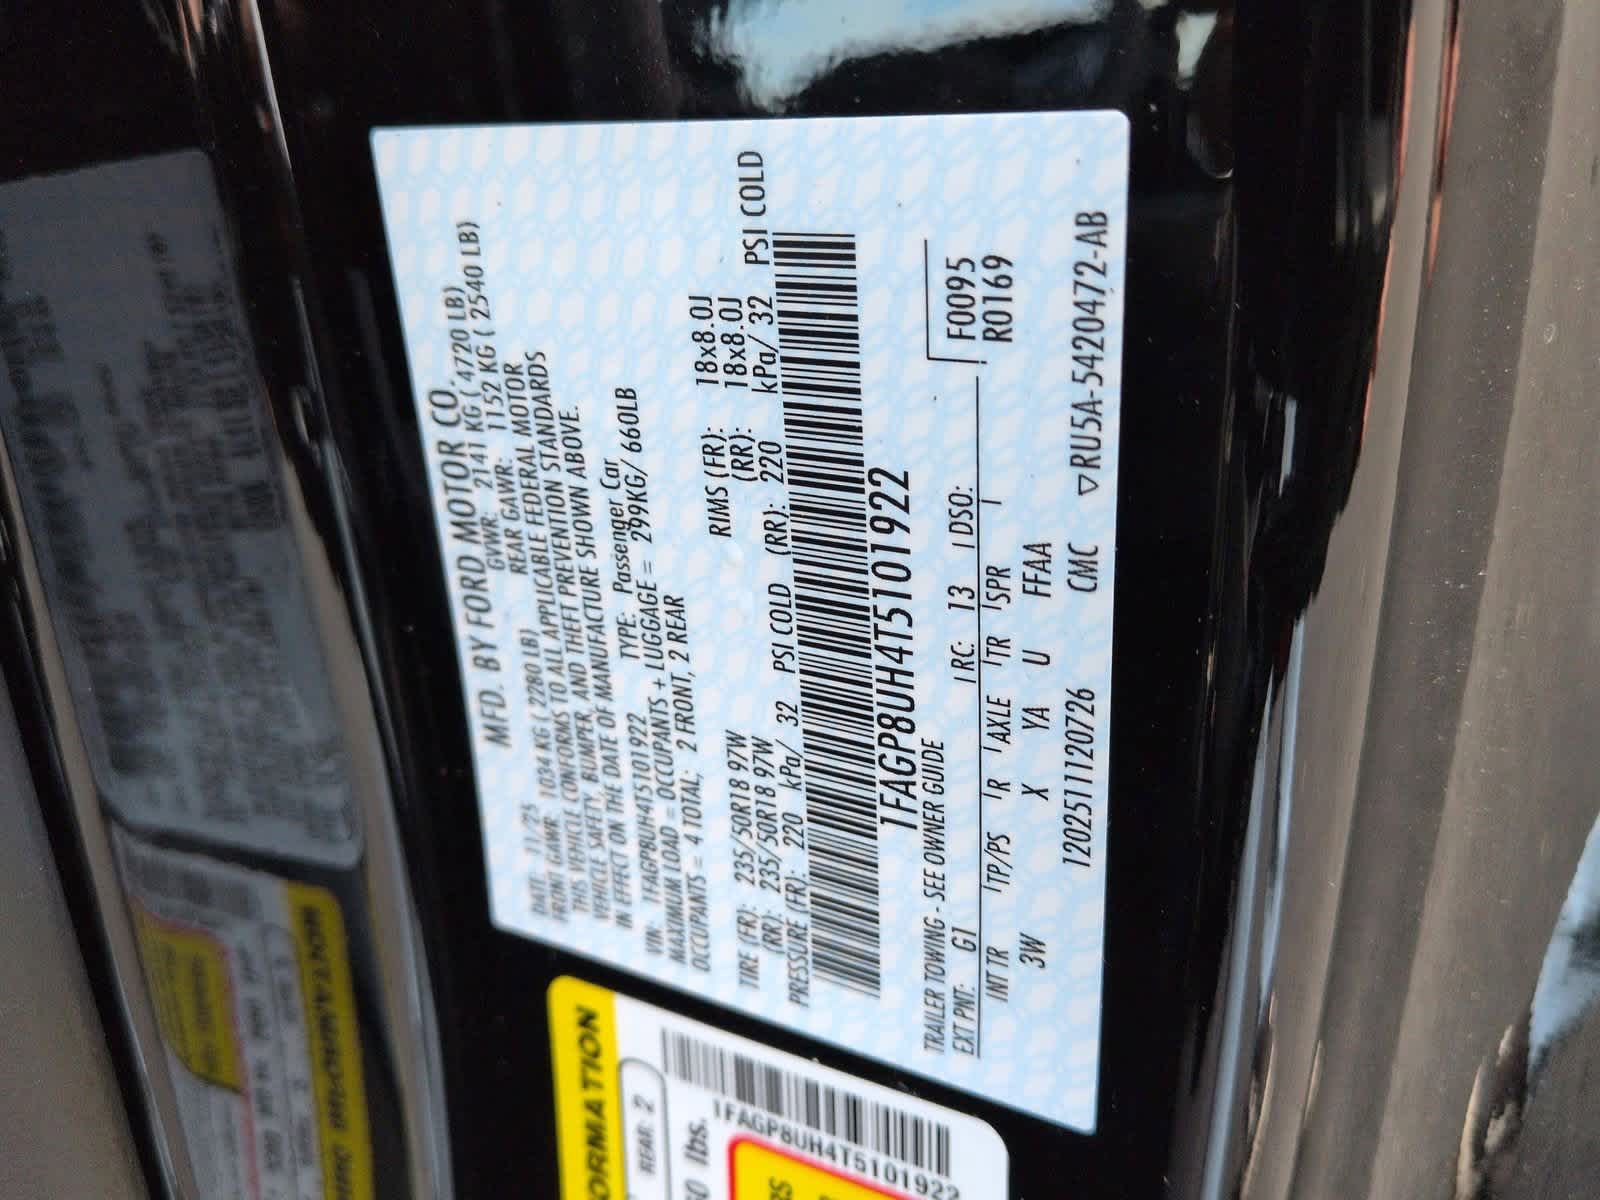 MFD. BY FORD MOTOR CO.
DATE: 11/25 GVWR: 2141 KG ( 4720 LB)
FRONT GAWR: 1034 KG ( 2280 LB) REAR GAWR: 1152 KG ( 2540 LB)
THIS VEHICLE CONFORMS TO ALL APPLICABLE FEDERAL MOTOR
VEHICLE SAFETY, BUMPER, AND THEFT PREVENTION STANDARDS
IN EFFECT ON THE DATE OF MANUFACTURE SHOWN ABOVE.
VIN: 1FAGP8UH4T5101922 TYPE: Passenger Car
MAXIMUM LOAD = OCCUPANTS + LUGGAGE = 299KG/ 660LB
OCCUPANTS = 4 TOTAL; 2 FRONT, 2 REAR
TIRE (FR): 235/50R18 97W RIMS (FR): 18x8.0J
(RR): 235/50R18 97W (RR): 18x8.0J
PRESSURE (FR): 220 kPa/ 32 PSI COLD (RR): 220 kPa/ 32 PSI COLD
1FAGP8UH4T5101922
TRAILER TOWING - SEE OWNER GUIDE
F0095
R0169
EXT PNT: G1 RC: 13 DSO:
INT TR TP/PS R AXLE TR SPR
3W X YA U FFAA
12025111120726 CMC ▽RU5A-5420472-AB
ORMATION
REAR: 2
lbs.
1FAGP8UH4T5101922